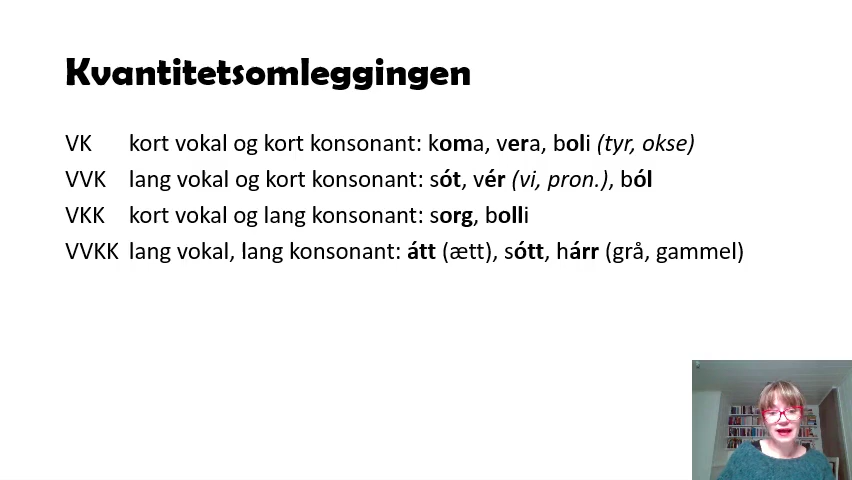 Kvantitetsomleggingen
VK kort vokal og kort konsonant: koma, vera, boli (tyr, okse)
VVK lang vokal og kort konsonant: sót, vér (vi, pron.), ból
VKK kort vokal og lang konsonant: sorg, bolli
VVKK lang vokal, lang konsonant: átt (ætt), sótt, hárr (grå, gammel)